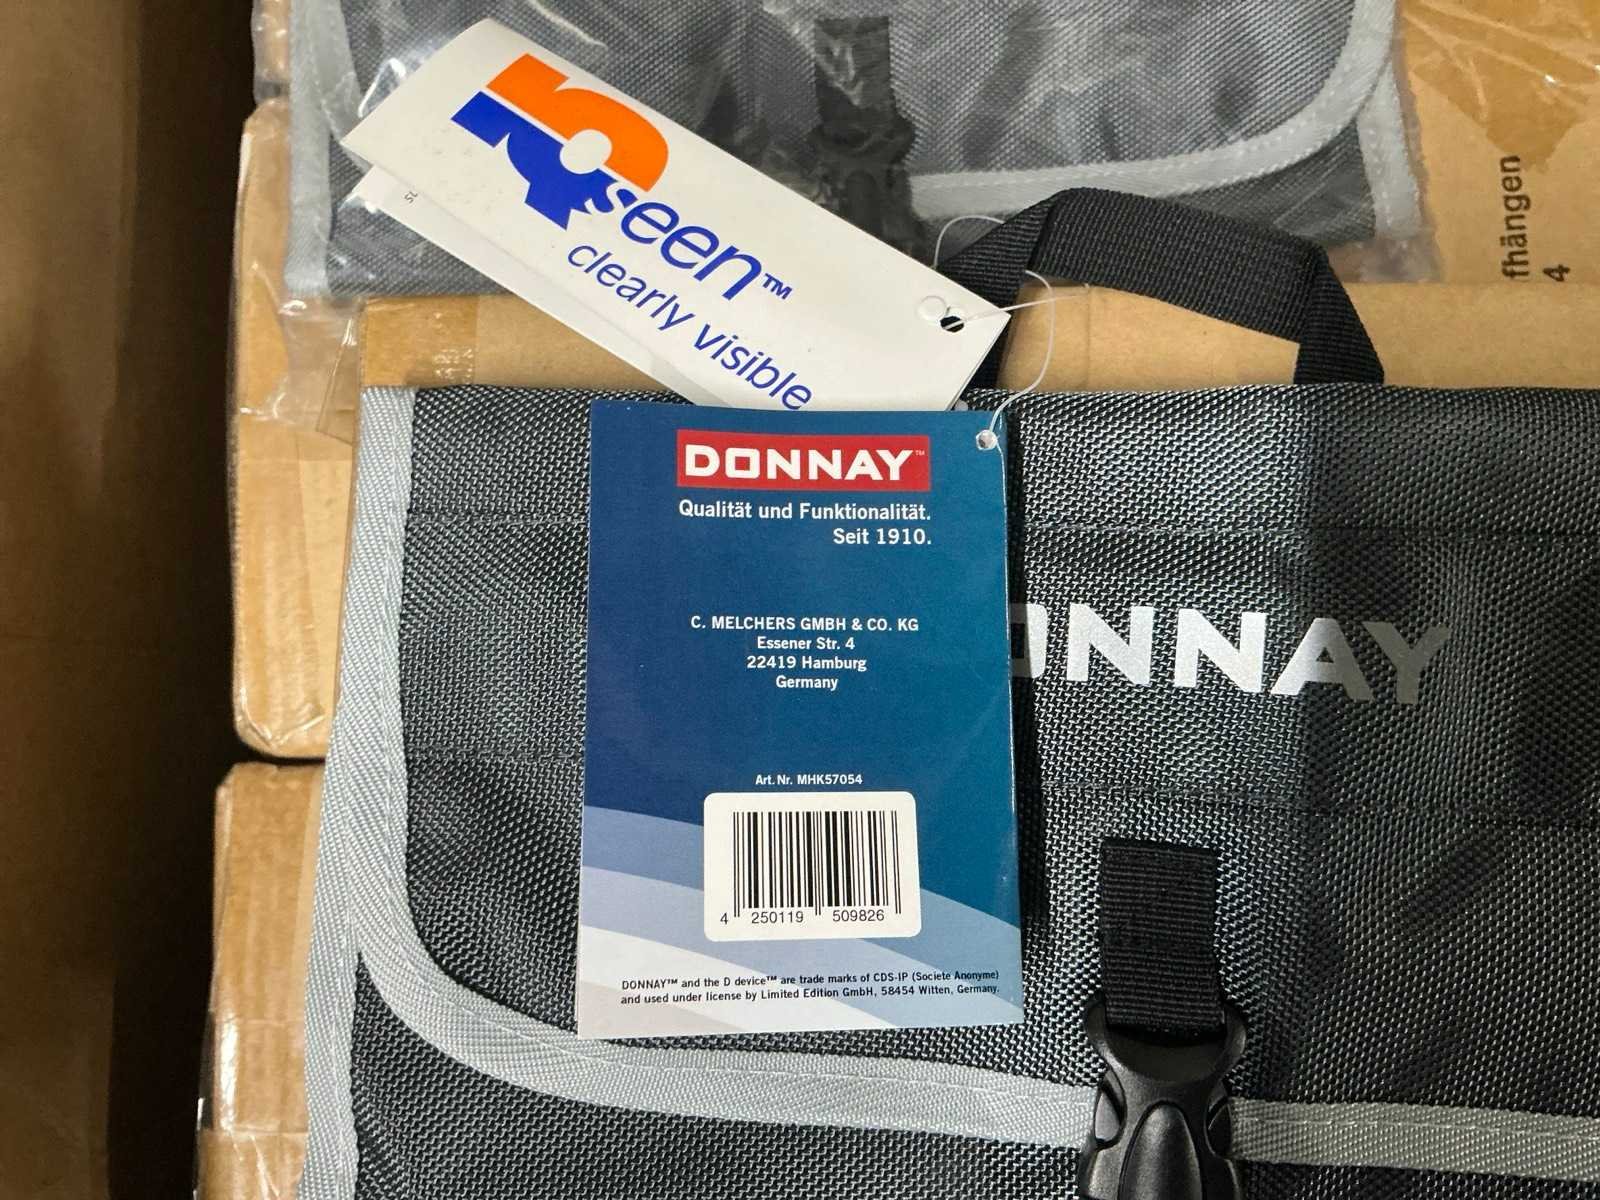 IQ seen™
clearly visible
fhängen
4
DONNAY™
Qualität und Funktionalität.
Seit 1910.
C. MELCHERS GMBH & CO. KG
Essener Str. 4
22419 Hamburg
Germany
Art. Nr. MHK57054
4 250119 509826
DONNAY™ and the D device™ are trade marks of CDS-IP (Societe Anonyme)
and used under license by Limited Edition GmbH, 58454 Witten, Germany.
ONNAY